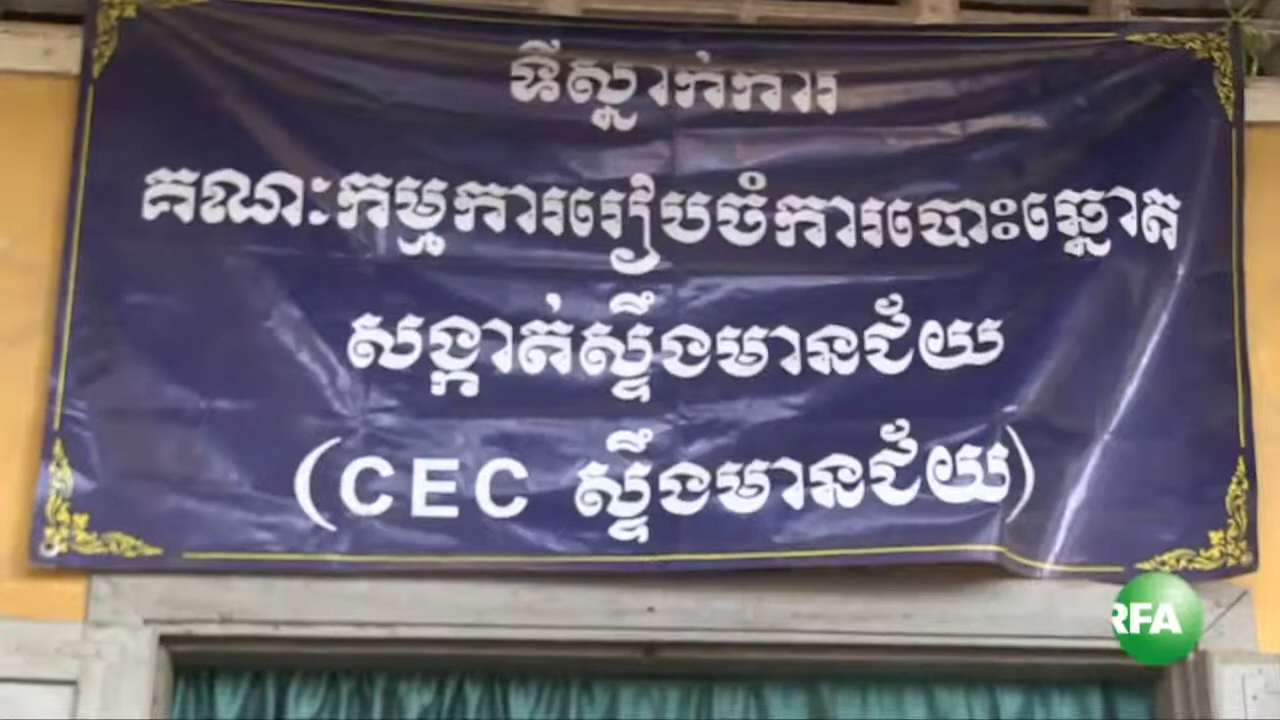 ទីស្នាក់ការ
គណៈកម្មការរៀបចំការបោះឆ្នោត
សង្កាត់ស្ទឹងមានជ័យ
(CEC ស្ទឹងមានជ័យ)
RFA